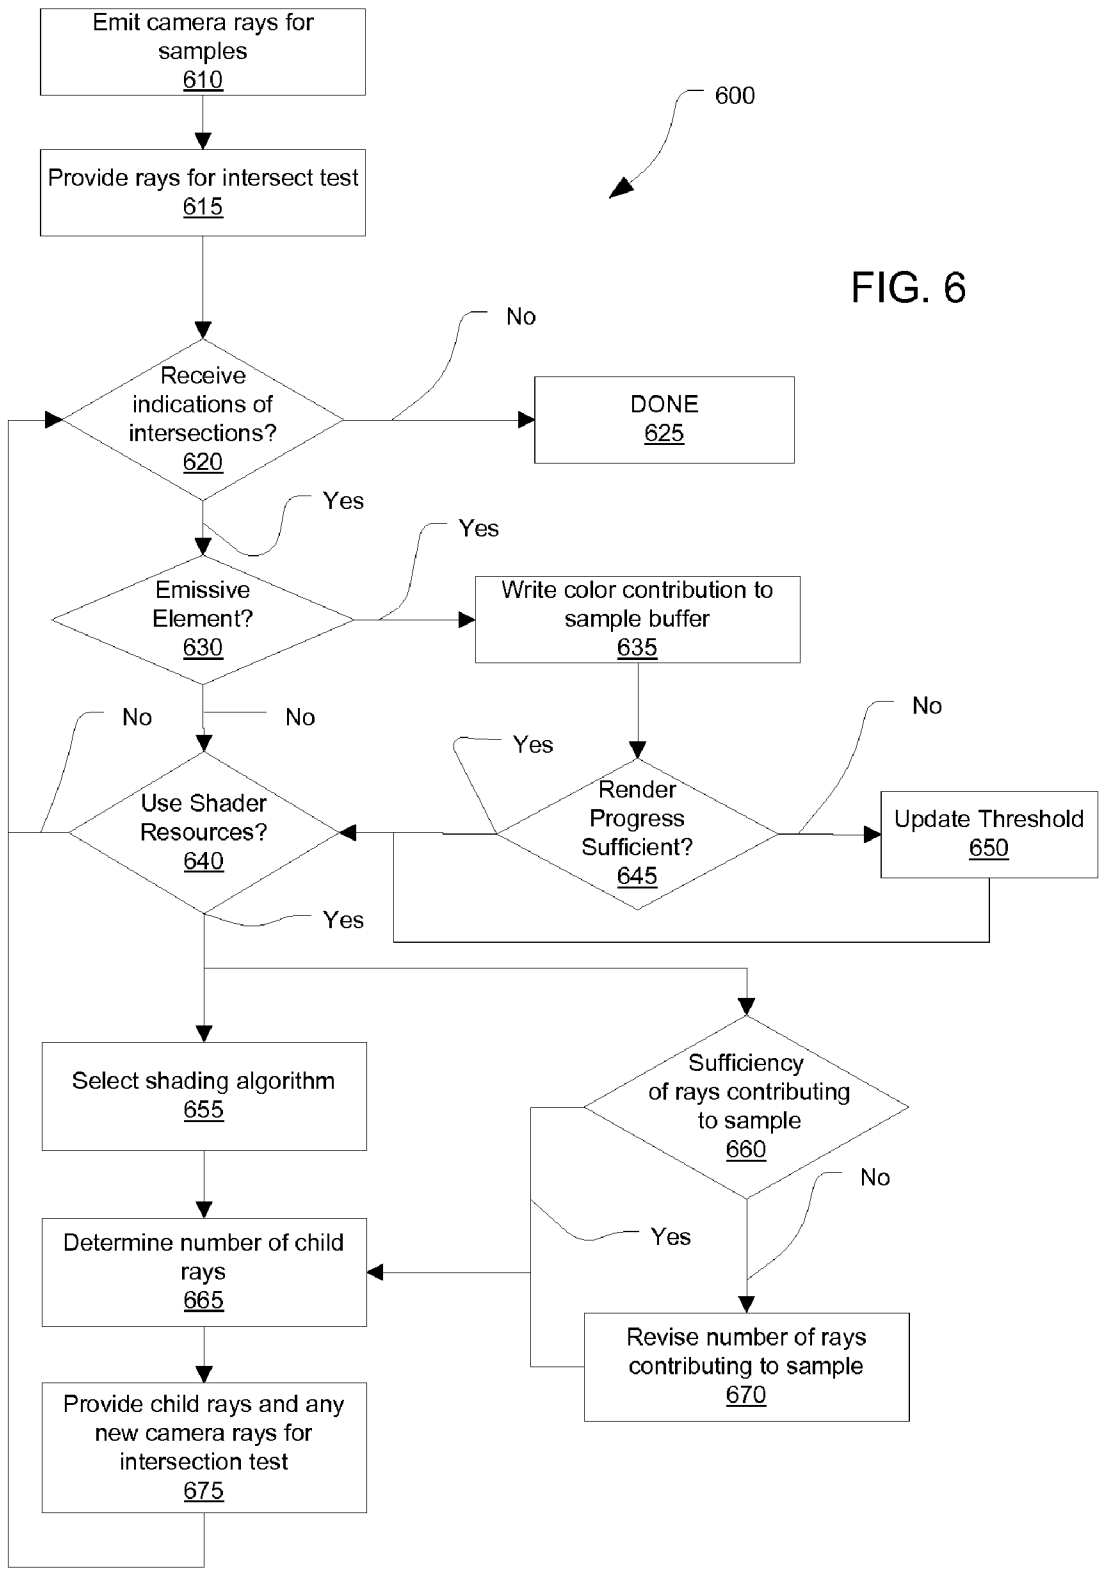 Emit camera rays for
samples
610
600
Provide rays for intersect test
615
FIG. 6
No
Receive
indications of
intersections?
620
DONE
625
Yes
Yes
Emissive
Element?
630
Write color contribution to
sample buffer
635
No
No
Yes
No
Use Shader
Resources?
640
Render
Progress
Sufficient?
645
Update Threshold
650
Yes
Select shading algorithm
655
Sufficiency
of rays contributing
to sample
660
No
Yes
Determine number of child
rays
665
Revise number of rays
contributing to sample
670
Provide child rays and any
new camera rays for
intersection test
675